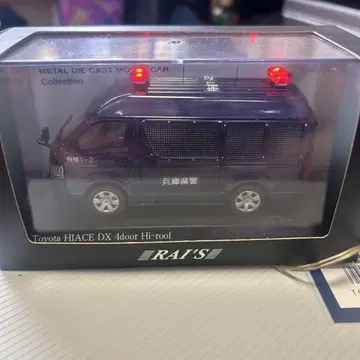 METAL DIE-CAST MODEL CAR
Collection
兵庫県警
Toyota HIACE DX 4door Hi-roof
RAI'S